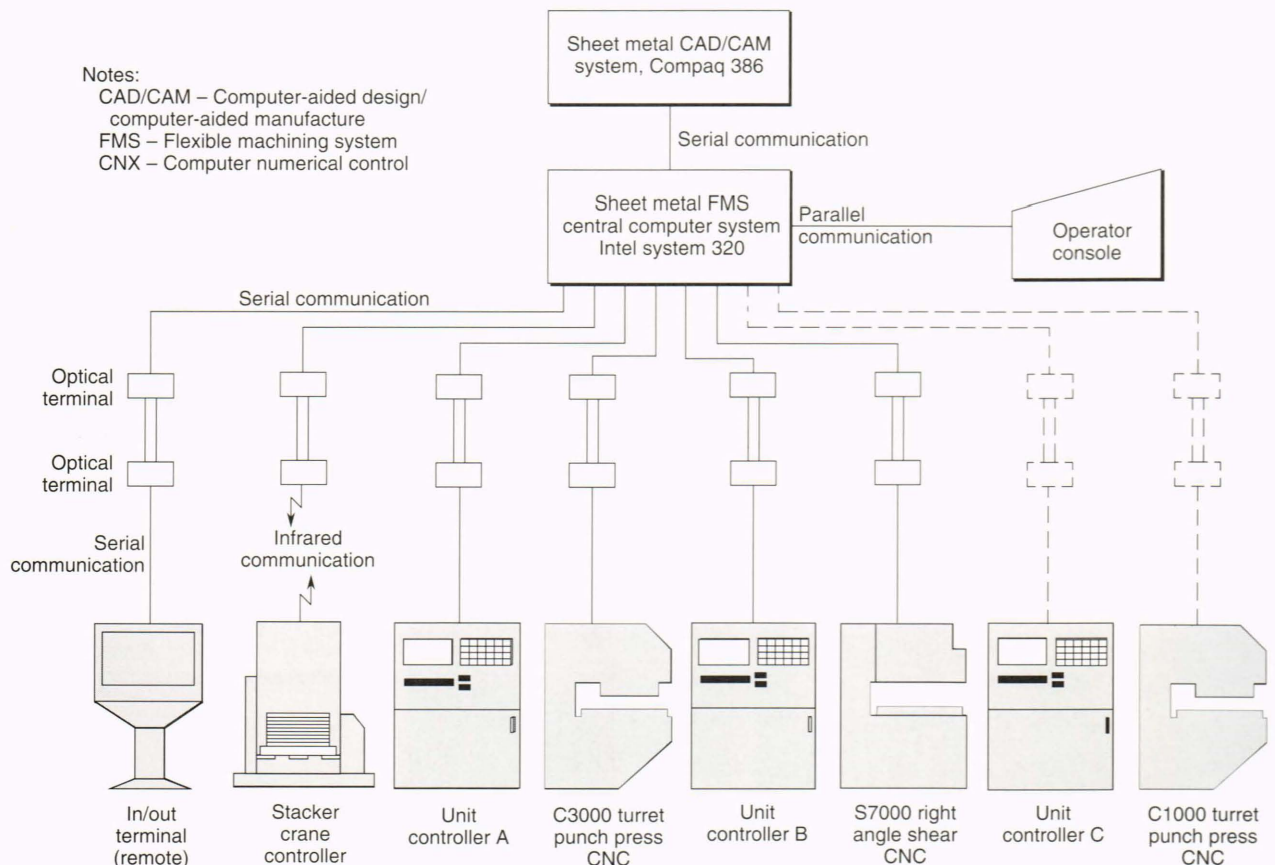 Sheet metal CAD/CAM
system, Compaq 386
Notes:
CAD/CAM – Computer-aided design/
computer-aided manufacture
FMS – Flexible machining system
CNX – Computer numerical control
Serial communication
Sheet metal FMS
central computer system
Intel system 320
Parallel
communication
Operator
console
Serial communication
Optical
terminal
Optical
terminal
Serial
communication
Infrared
communication
In/out
terminal
(remote)
Stacker
crane
controller
Unit
controller A
C3000 turret
punch press
CNC
Unit
controller B
S7000 right
angle shear
CNC
Unit
controller C
C1000 turret
punch press
CNC